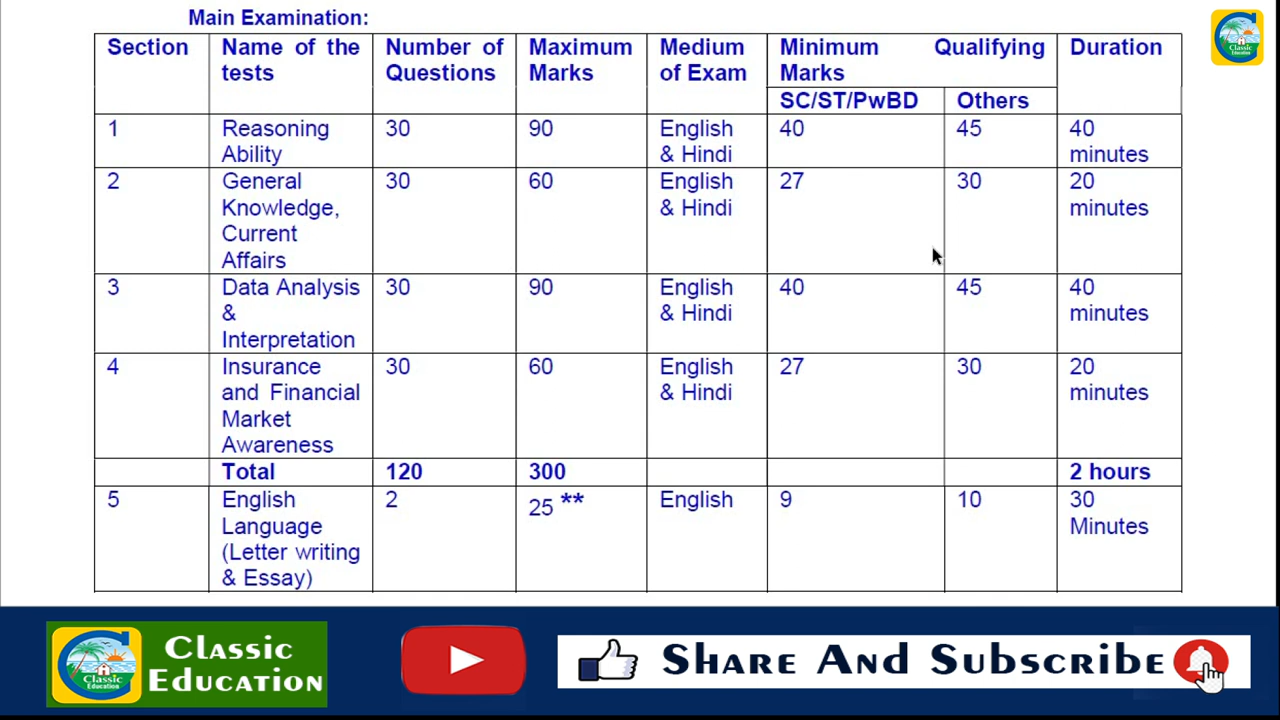 Main Examination:
Section Name of the tests Number of Questions Maximum Marks Medium of Exam Minimum Qualifying Marks Duration
SC/ST/PwBD Others
1 Reasoning Ability 30 90 English & Hindi 40 45 40 minutes
2 General Knowledge, Current Affairs 30 60 English & Hindi 27 30 20 minutes
3 Data Analysis & Interpretation 30 90 English & Hindi 40 45 40 minutes
4 Insurance and Financial Market Awareness 30 60 English & Hindi 27 30 20 minutes
Total 120 300 2 hours
5 English Language (Letter writing & Essay) 2 25 ** English 9 10 30 Minutes
Classic
Education
Classic
Education
Classic
Education
Share And Subscribe